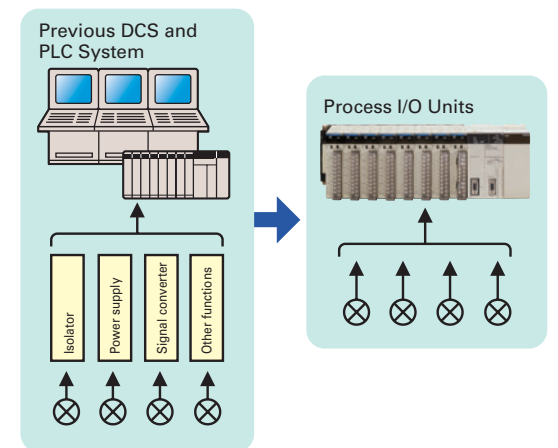 Previous DCS and
PLC System
Process I/O Units
Isolator
Power supply
Signal converter
Other functions